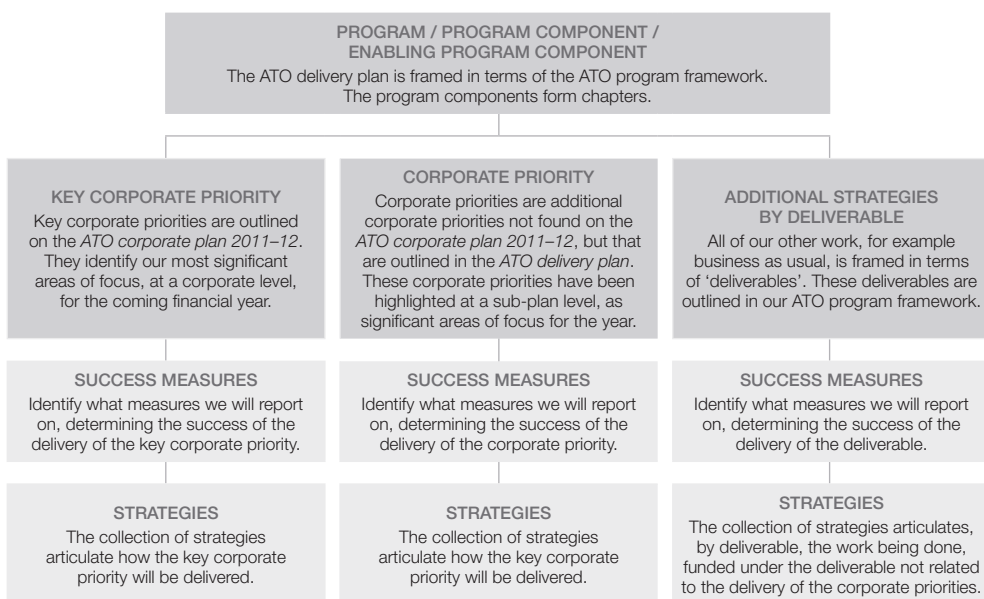 PROGRAM / PROGRAM COMPONENT /
ENABLING PROGRAM COMPONENT
The ATO delivery plan is framed in terms of the ATO program framework.
The program components form chapters.
KEY CORPORATE PRIORITY
Key corporate priorities are outlined
on the ATO corporate plan 2011–12.
They identify our most significant
areas of focus, at a corporate level,
for the coming financial year.
CORPORATE PRIORITY
Corporate priorities are additional
corporate priorities not found on the
ATO corporate plan 2011–12, but that
are outlined in the ATO delivery plan.
These corporate priorities have been
highlighted at a sub-plan level, as
significant areas of focus for the year.
ADDITIONAL STRATEGIES
BY DELIVERABLE
All of our other work, for example
business as usual, is framed in terms
of ‘deliverables’. These deliverables are
outlined in our ATO program framework.
SUCCESS MEASURES
Identify what measures we will report
on, determining the success of the
delivery of the key corporate priority.
SUCCESS MEASURES
Identify what measures we will report
on, determining the success of the
delivery of the corporate priority.
SUCCESS MEASURES
Identify what measures we will report
on, determining the success of the
delivery of the deliverable.
STRATEGIES
The collection of strategies
articulate how the key corporate
priority will be delivered.
STRATEGIES
The collection of strategies
articulate how the key corporate
priority will be delivered.
STRATEGIES
The collection of strategies articulates,
by deliverable, the work being done,
funded under the deliverable not related
to the delivery of the corporate priorities.